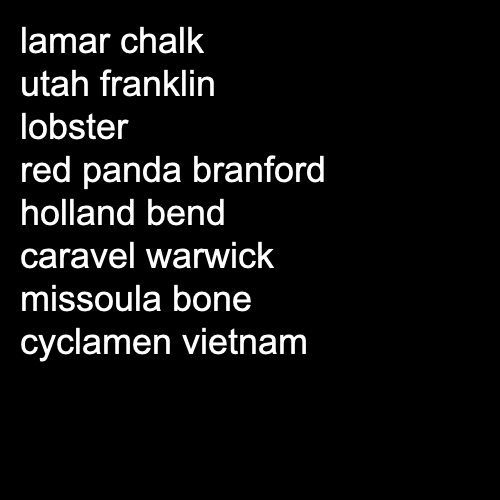 lamar chalk
utah franklin
lobster
red panda branford
holland bend
caravel warwick
missoula bone
cyclamen vietnam